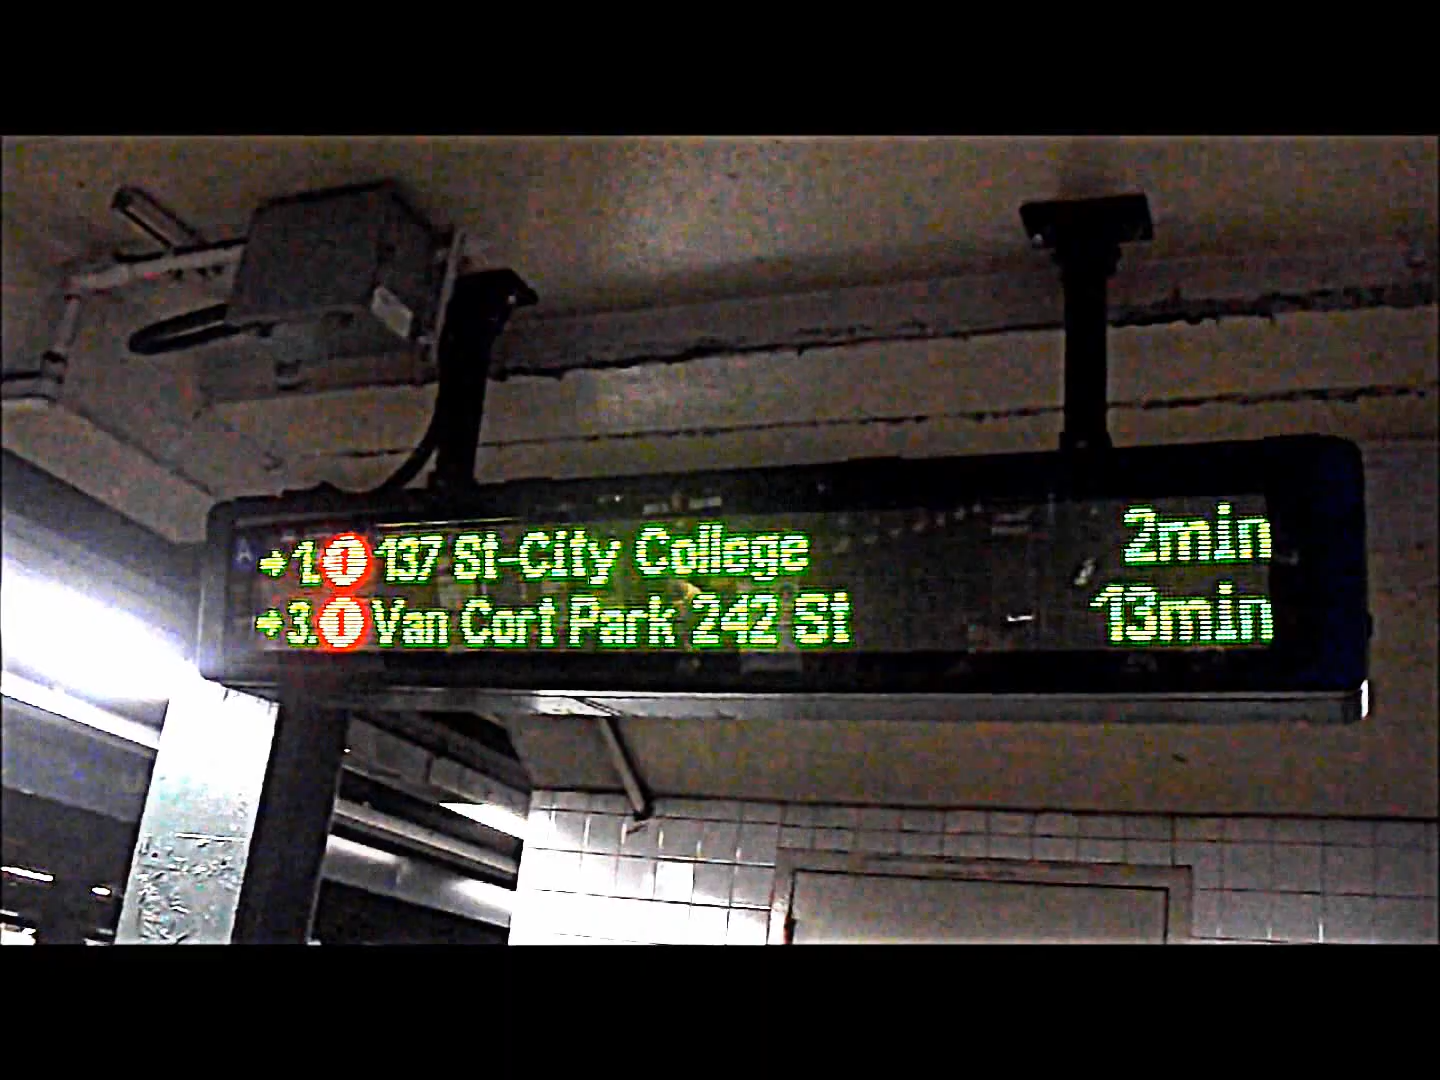 → 1. 1 137 St-City College 2min
→ 3. 1 Van Cort Park 242 St 13min